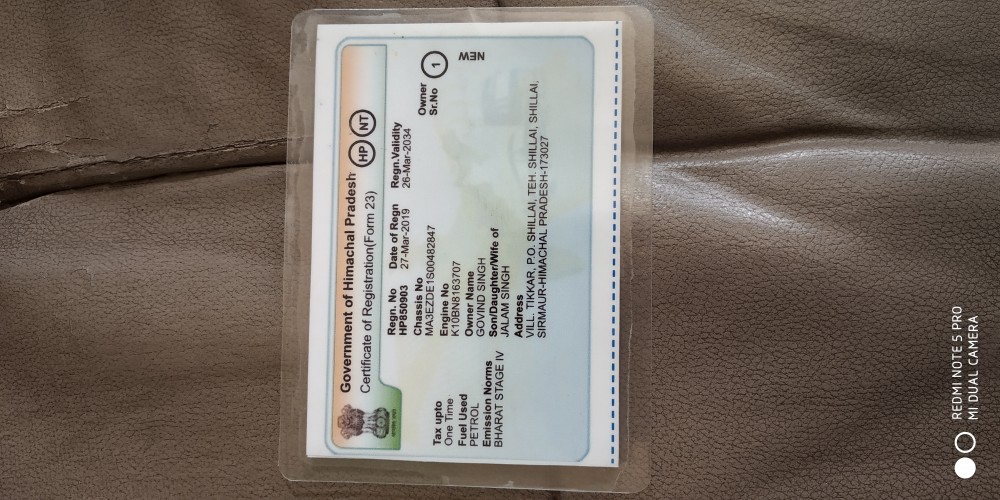 Government of Himachal Pradesh
Certificate of Registration(Form 23)
HP
NT
Regn. No Date of Regn Regn.Validity
HP850903 27-Mar-2019 26-Mar-2034
Owner
Sr.No
1
NEW
Chassis No
MA3EZDE1S00482847
Engine No
K10BN8163707
Owner Name
GOVIND SINGH
Son/Daughter/Wife of
JALAM SINGH
Address
VILL. TIKKAR, P.O. SHILLAI, TEH. SHILLAI, SHILLAI,
SIRMAUR-HIMACHAL PRADESH-173027
Tax upto
One Time
Fuel Used
PETROL
Emission Norms
BHARAT STAGE IV
REDMI NOTE 5 PRO
MI DUAL CAMERA